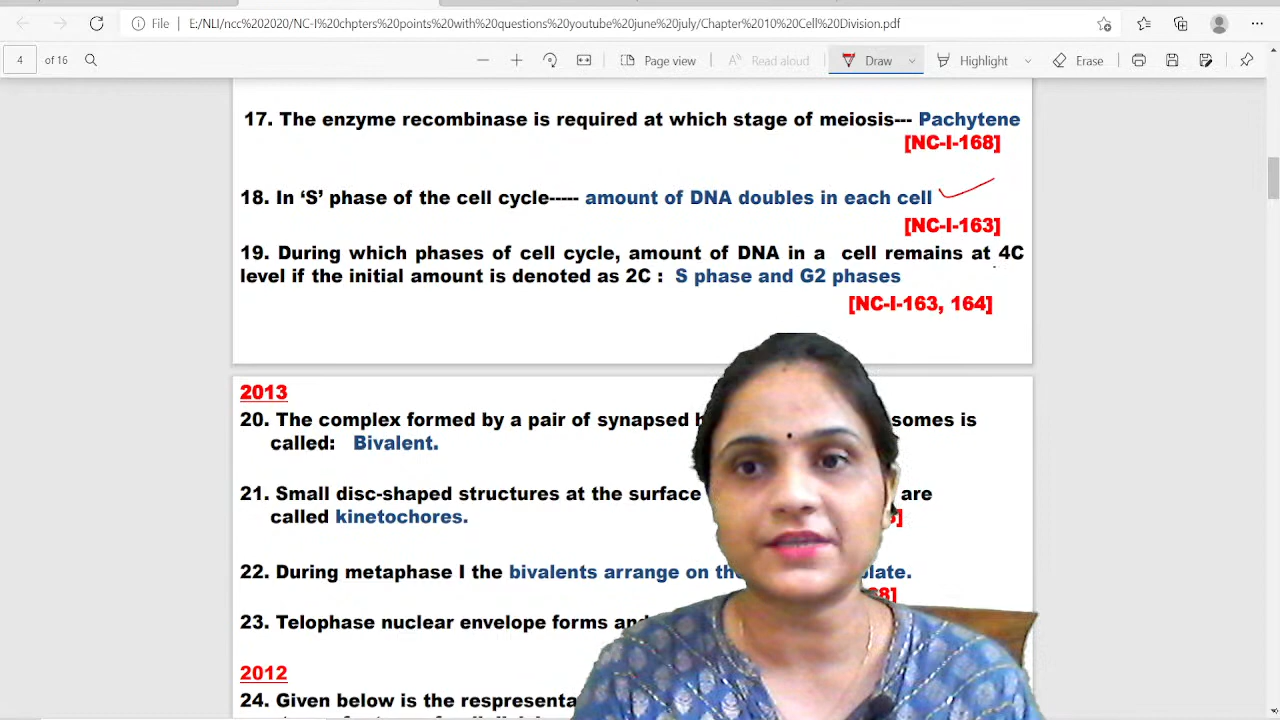 File E:/NLI/ncc%202020/NC-I%20chpters%20points%20with%20questions%20youtube%20june%20july/Chapter%2010%20Cell%20Division.pdf
4 of 16 Page view Read aloud Draw Highlight Erase
17. The enzyme recombinase is required at which stage of meiosis--- Pachytene
[NC-I-168]
18. In ‘S’ phase of the cell cycle----- amount of DNA doubles in each cell
[NC-I-163]
19. During which phases of cell cycle, amount of DNA in a cell remains at 4C
level if the initial amount is denoted as 2C : S phase and G2 phases
[NC-I-163, 164]
2013
20. The complex formed by a pair of synapsed somes is
called: Bivalent.
21. Small disc-shaped structures at the surface are
called kinetochores.
22. During metaphase I the bivalents arrange on the late.
23. Telophase nuclear envelope forms and
2012
24. Given below is the respresenta